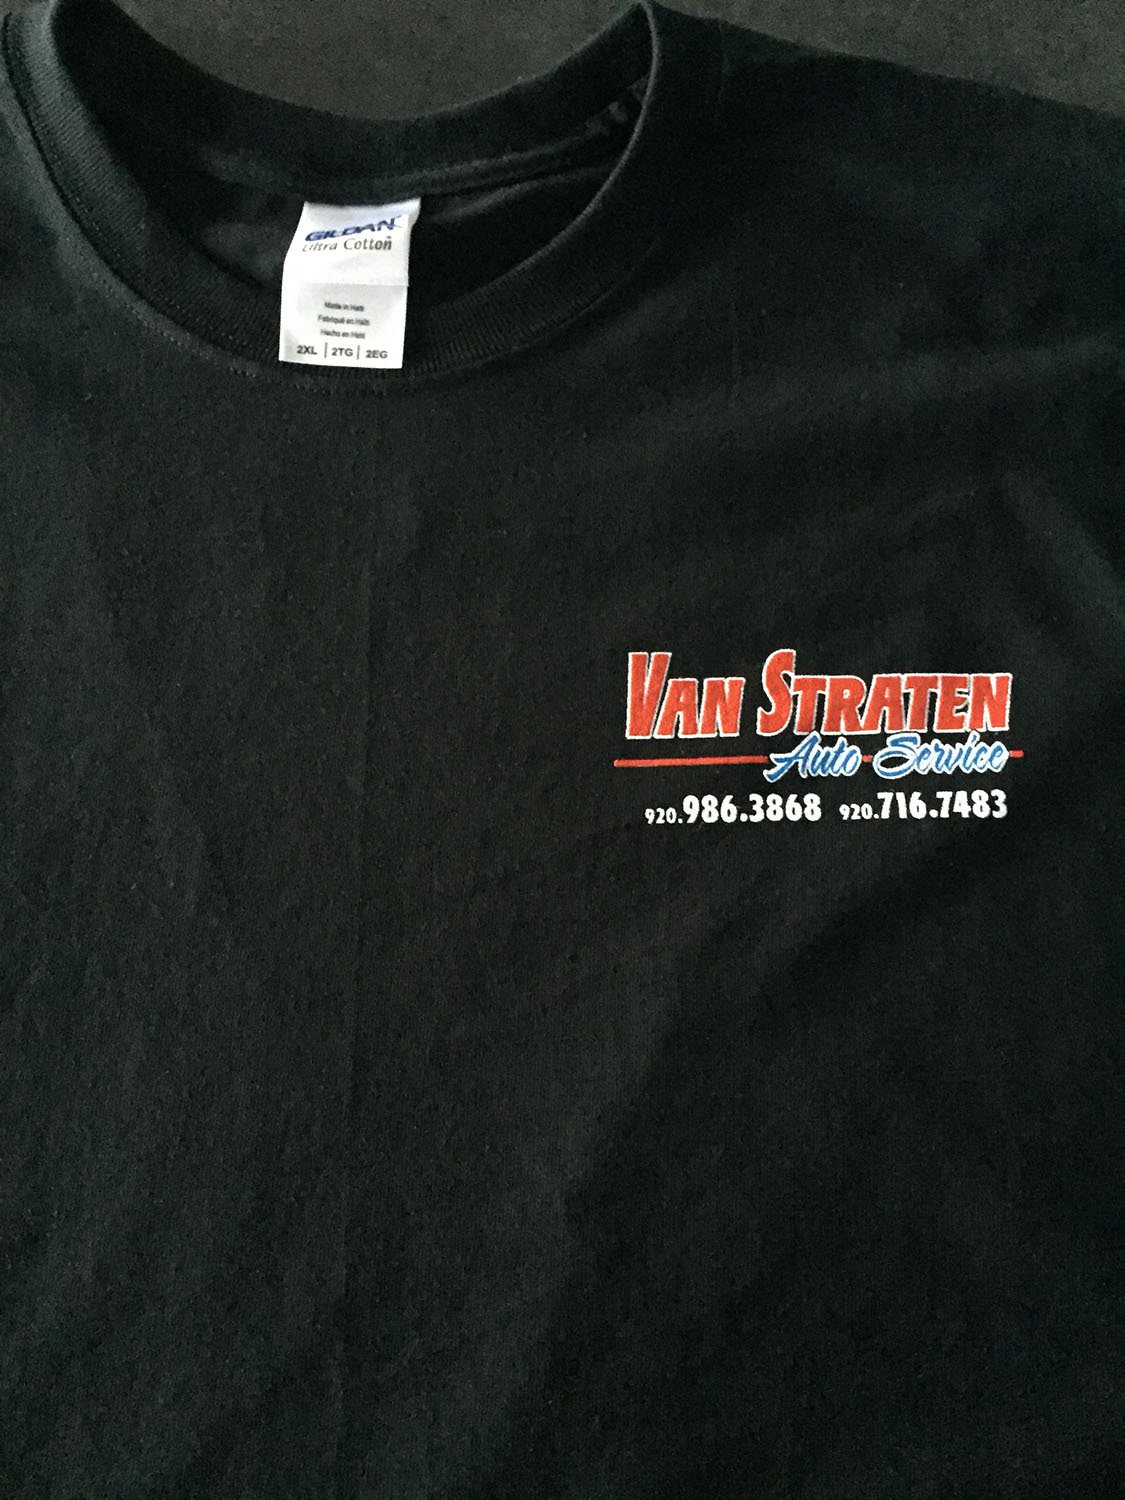 GILDAN
Ultra Cotton™
Made in Haiti
Fabriqué en Haïti
Hecho en Haití
2XL | 2TG | 2EG
VAN STRATEN
Auto Service
920.986.3868 920.716.7483